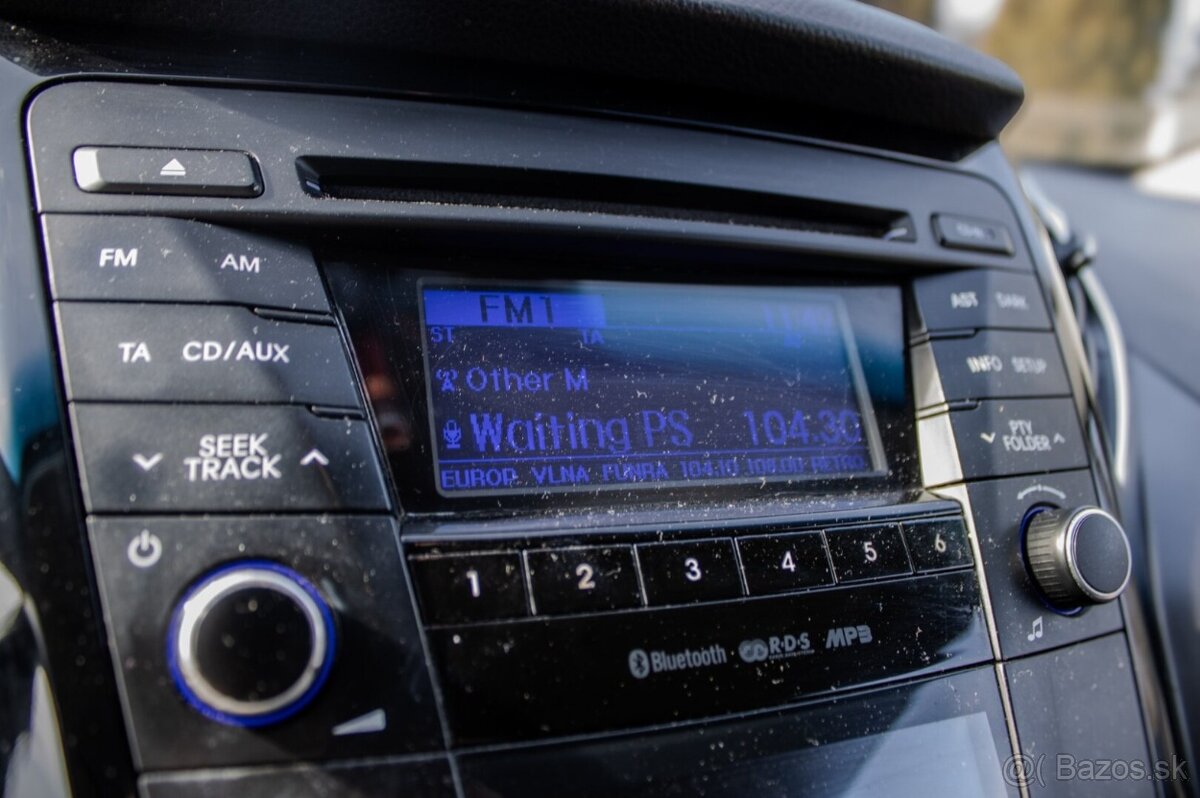 FM AM
AST DARK
TA CD/AUX
INFO SETUP
SEEK
TRACK
PTY
FOLDER
FM1
ST TA
Other M
Waiting PS 104.30
EUROP VLNA FUNRA 104.10 106.00 RETRO
1 2 3 4 5 6
Bluetooth R·D·S MP3
@( Bazos.sk